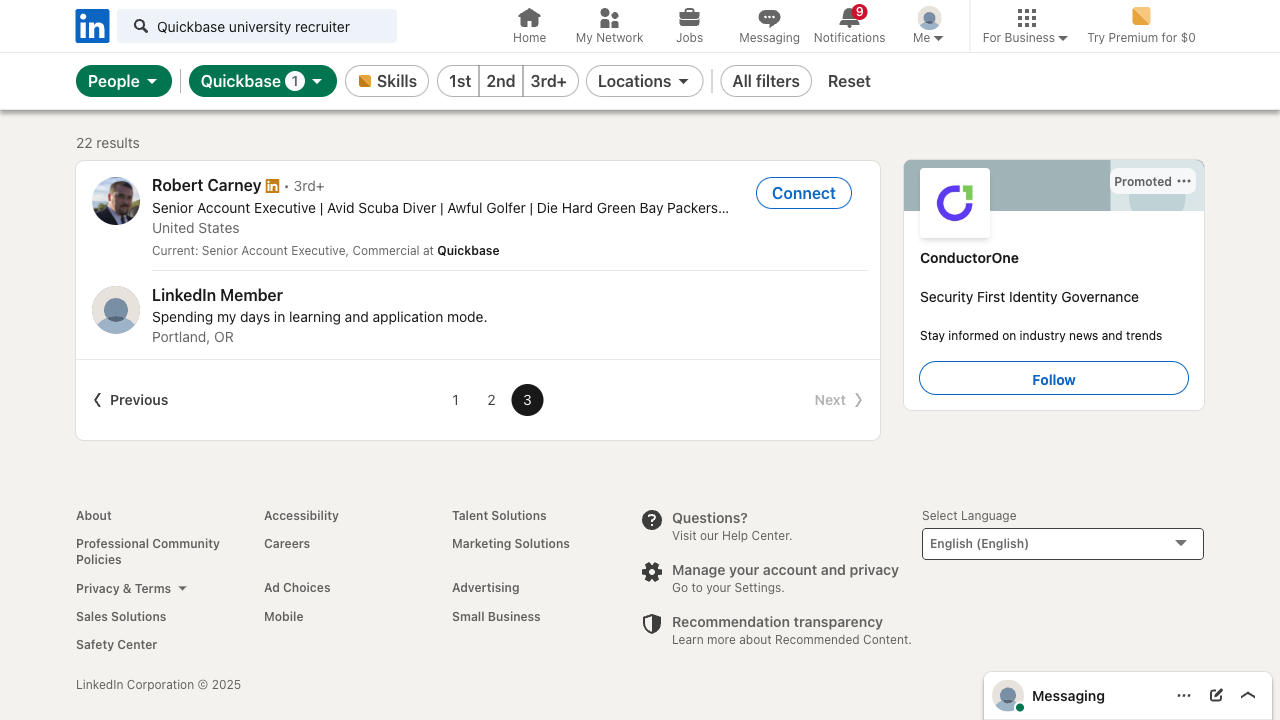 in
Quickbase university recruiter
Home
My Network
Jobs
Messaging
9
Notifications
Me
For Business
Try Premium for $0
People
Quickbase 1
Skills
1st
2nd
3rd+
Locations
All filters
Reset
22 results
Robert Carney in • 3rd+
Senior Account Executive | Avid Scuba Diver | Awful Golfer | Die Hard Green Bay Packers...
United States
Current: Senior Account Executive, Commercial at Quickbase
Connect
LinkedIn Member
Spending my days in learning and application mode.
Portland, OR
Previous
1
2
3
Next
Promoted
ConductorOne
Security First Identity Governance
Stay informed on industry news and trends
Follow
About
Accessibility
Talent Solutions
Professional Community
Policies
Careers
Marketing Solutions
Privacy & Terms
Ad Choices
Advertising
Sales Solutions
Mobile
Small Business
Safety Center
Questions?
Visit our Help Center.
Manage your account and privacy
Go to your Settings.
Recommendation transparency
Learn more about Recommended Content.
Select Language
English (English)
LinkedIn Corporation © 2025
Messaging